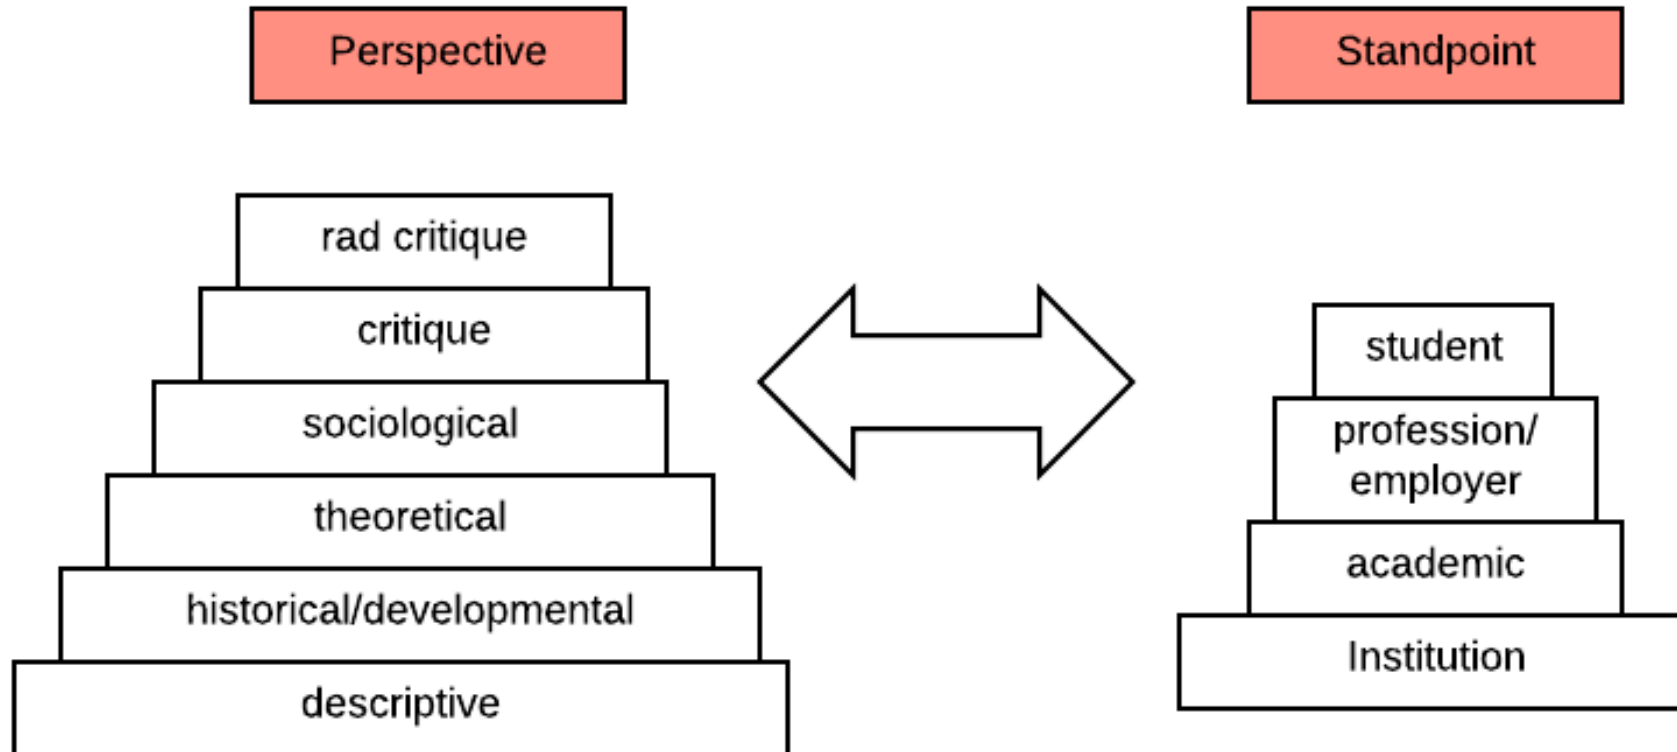 Perspective
Standpoint
rad critique
critique
sociological
theoretical
historical/developmental
descriptive
student
profession/
employer
academic
Institution